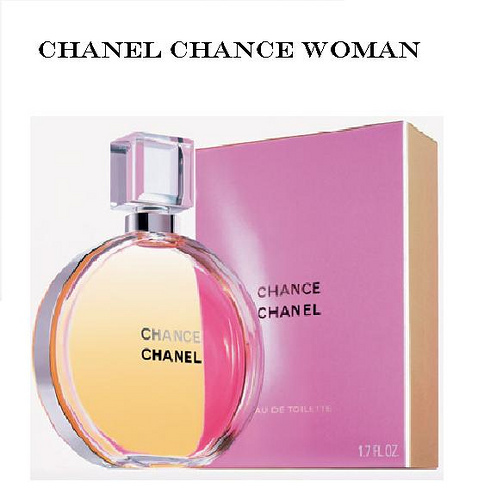 CHANEL CHANCE WOMAN
CHANCE
CHANEL
CHANCE
CHANEL
EAU DE TOILETTE
1.7 FL.OZ.